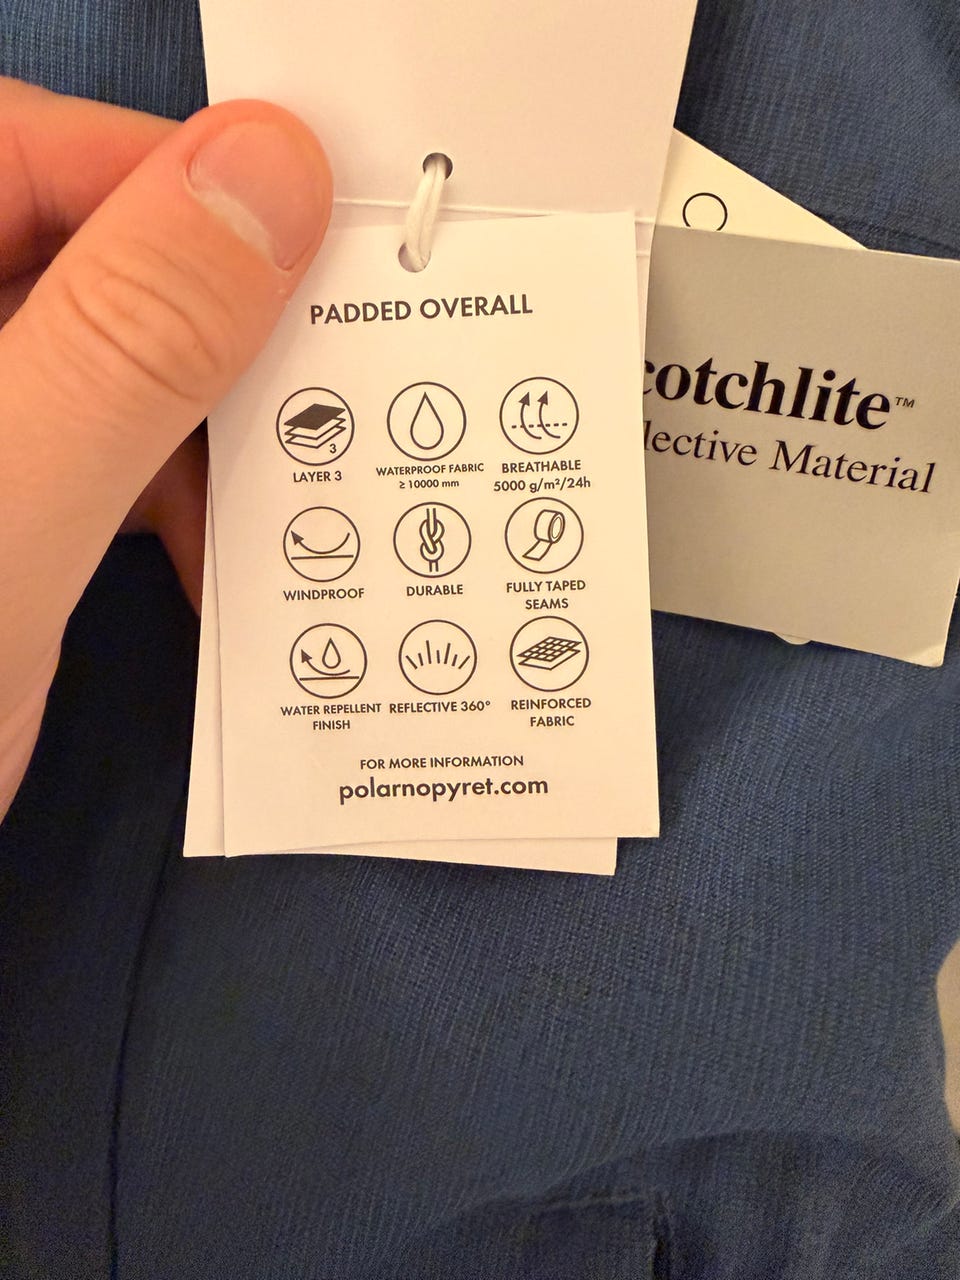 PADDED OVERALL
3
LAYER 3
WATERPROOF FABRIC
≥ 10000 mm
BREATHABLE
5000 g/m²/24h
WINDPROOF
DURABLE
FULLY TAPED
SEAMS
WATER REPELLENT
FINISH
REFLECTIVE 360°
REINFORCED
FABRIC
FOR MORE INFORMATION
polarnopyret.com
cotchlite™
lective Material